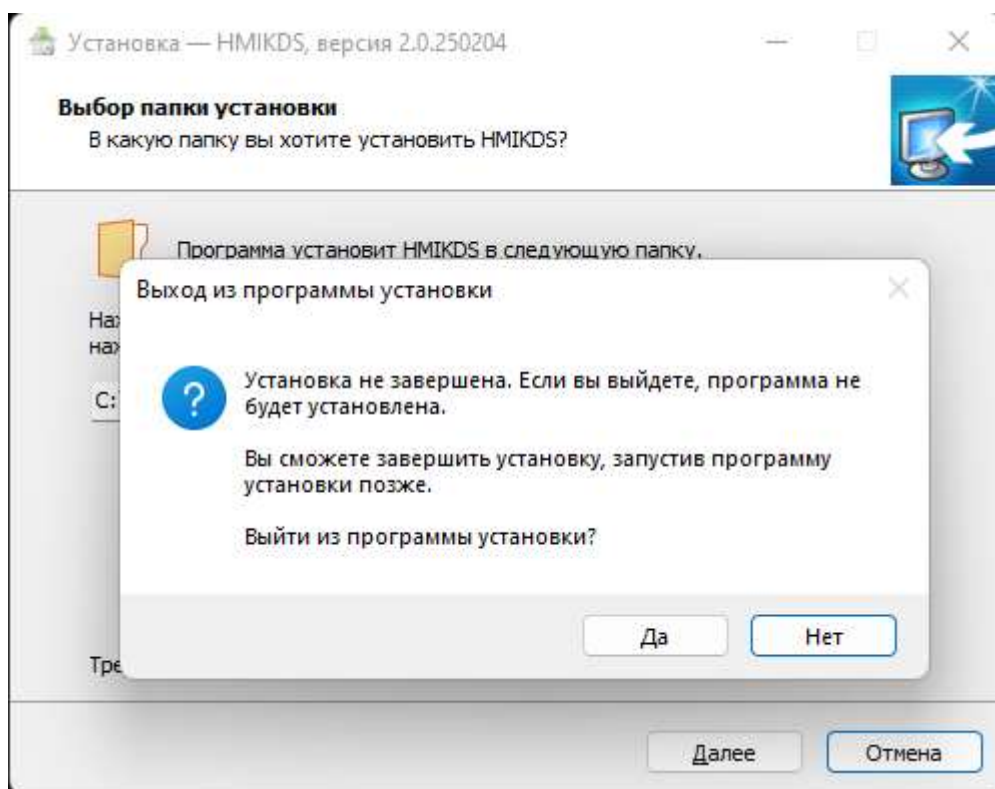 Установка — HMIKDS, версия 2.0.250204
Выбор папки установки
В какую папку вы хотите установить HMIKDS?
Программа установит HMIKDS в следующую папку.
Выход из программы установки
C:
Установка не завершена. Если вы выйдете, программа не
будет установлена.
Вы сможете завершить установку, запустив программу
установки позже.
Выйти из программы установки?
Да
Нет
Далее
Отмена